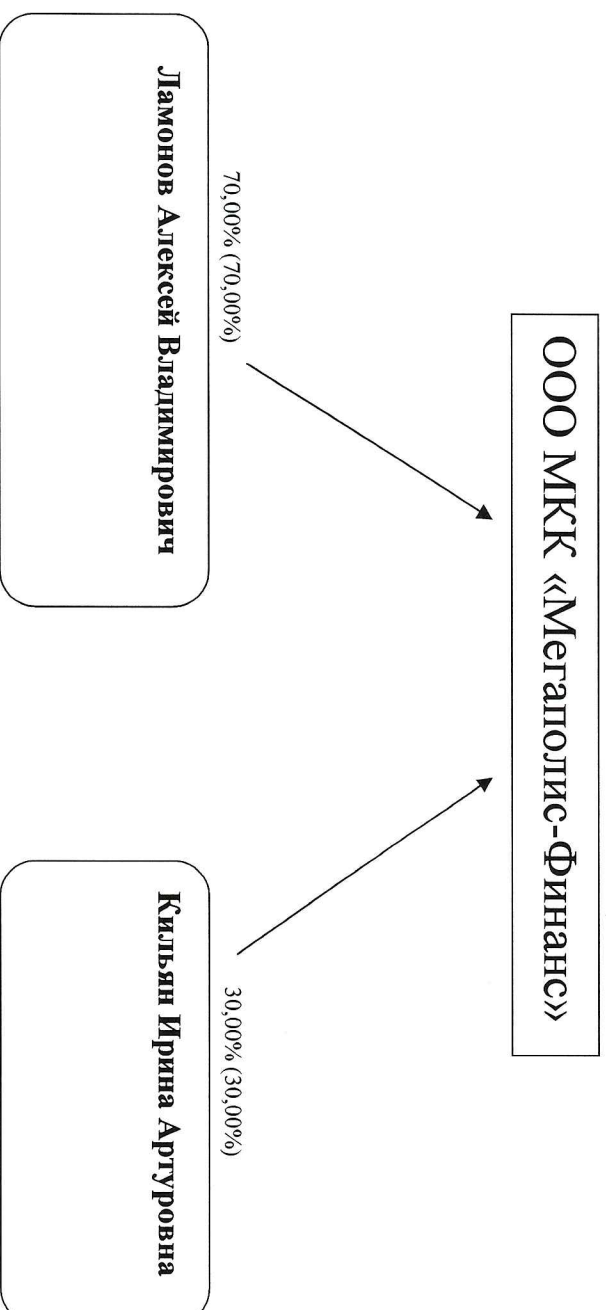 ООО МКК «Мегаполис-Финанс»
70,00% (70,00%)
30,00% (30,00%)
Ламонов Алексей Владимирович
Кильян Ирина Артуровна